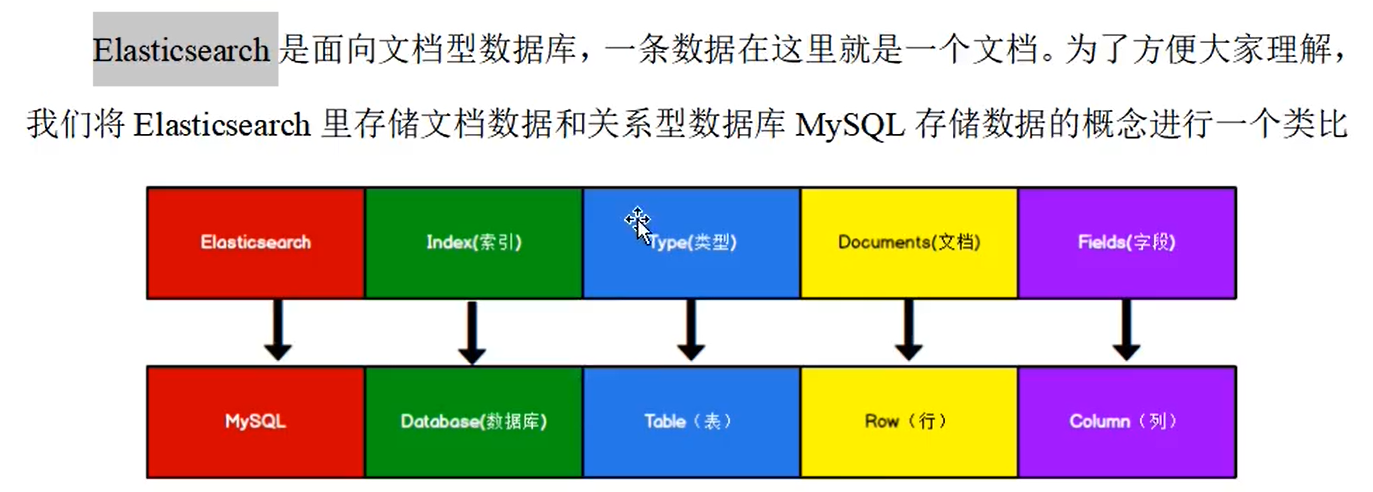 Elasticsearch 是面向文档型数据库，一条数据在这里就是一个文档。为了方便大家理解，
我们将 Elasticsearch 里存储文档数据和关系型数据库 MySQL 存储数据的概念进行一个类比
Elasticsearch Index(索引) Type(类型) Documents(文档) Fields(字段)
MySQL Database(数据库) Table（表） Row（行） Column（列）